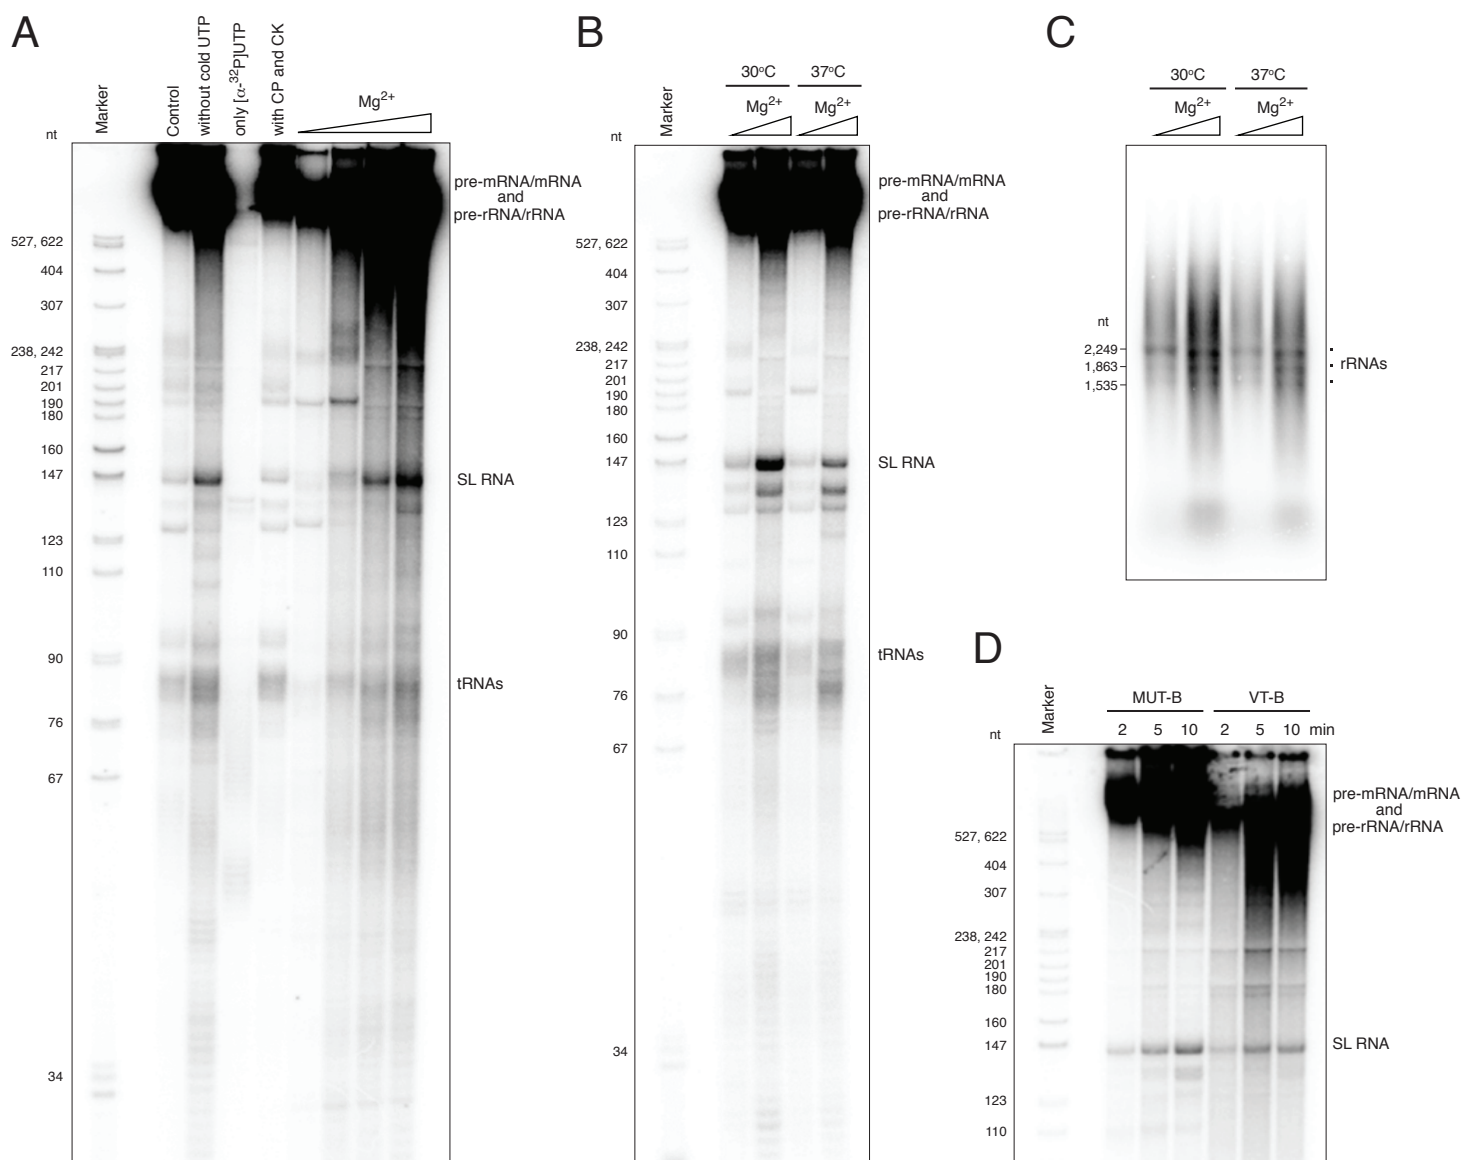 A
nt
Marker
Control
without cold UTP
only [α-³²P]UTP
with CP and CK
Mg²⁺
pre-mRNA/mRNA
and
pre-rRNA/rRNA
527, 622
404
307
238, 242
217
201
190
180
160
147
SL RNA
123
110
90
tRNAs
76
67
34
B
nt
Marker
30°C
37°C
Mg²⁺
Mg²⁺
pre-mRNA/mRNA
and
pre-rRNA/rRNA
527, 622
404
307
238, 242
217
201
190
180
160
147
SL RNA
123
110
90
tRNAs
76
67
34
C
30°C
37°C
Mg²⁺
Mg²⁺
nt
2,249
1,863
rRNAs
1,535
D
nt
Marker
MUT-B
VT-B
2 5 10 2 5 10 min
pre-mRNA/mRNA
and
pre-rRNA/rRNA
527, 622
404
307
238, 242
217
201
190
180
160
147
SL RNA
123
110